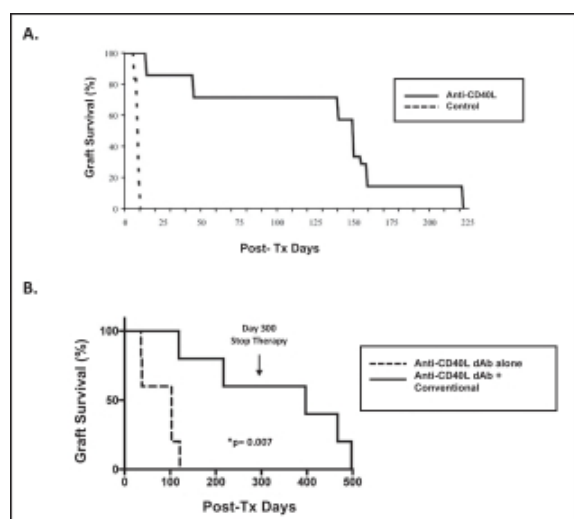 A.
Graft Survival (%)
100
80
60
40
20
0
0 25 50 75 100 125 150 175 200 225
Post- Tx Days
Anti-CD40L
Control
B.
Graft Survival (%)
100
50
0
0 100 200 300 400 500
Post-Tx Days
Day 300
Stop Therapy
*p= 0.007
Anti-CD40L dAb alone
Anti-CD40L dAb +
Conventional